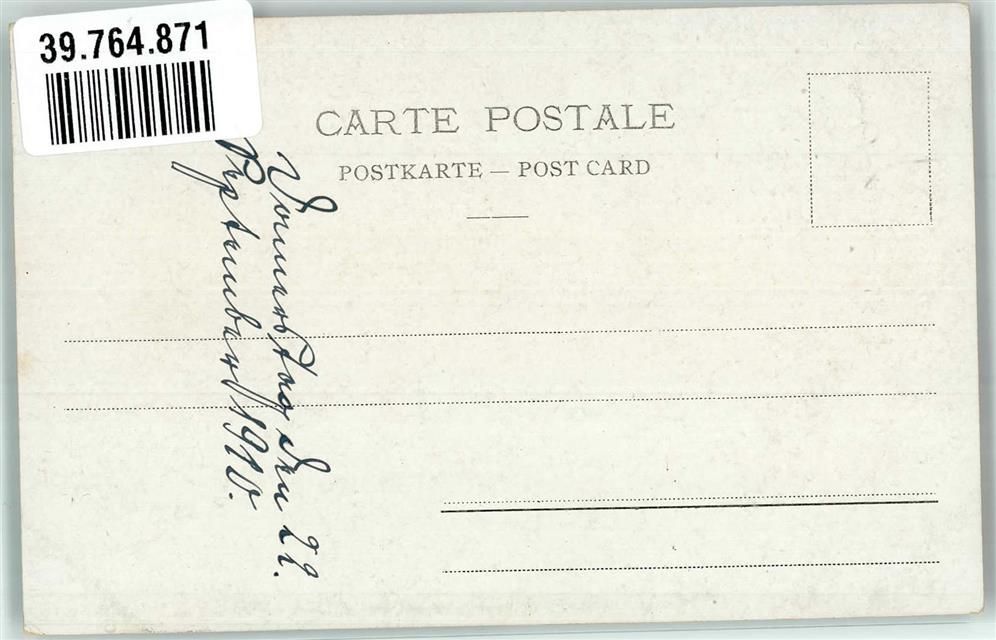 39.764.871
CARTE POSTALE
POSTKARTE – POST CARD
Donnerstag den 22.
September 1910.